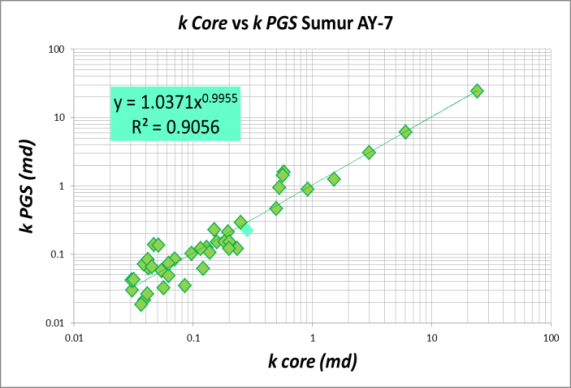 k Core vs k PGS Sumur AY-7
100
10
1
0.1
0.01
k PGS (md)
y = 1.0371x^0.9955
R² = 0.9056
0.01 0.1 1 10 100
k core (md)